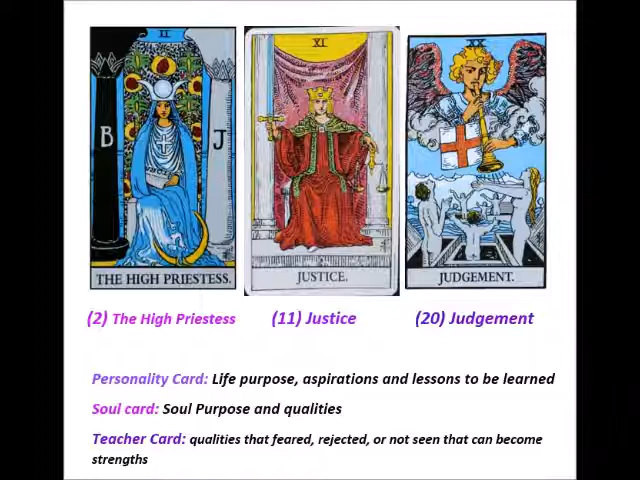 II
B
J
THE HIGH PRIESTESS.
XI
JUSTICE.
XX
JUDGEMENT.
(2) The High Priestess
(11) Justice
(20) Judgement
Personality Card: Life purpose, aspirations and lessons to be learned
Soul card: Soul Purpose and qualities
Teacher Card: qualities that feared, rejected, or not seen that can become
strengths